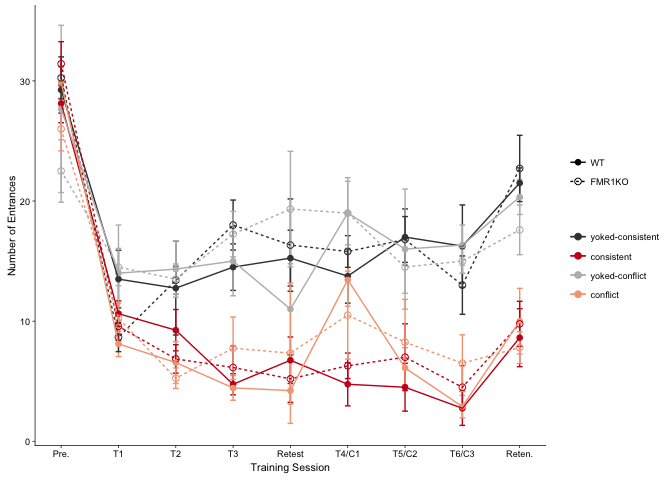 30
20
10
0
Number of Entrances
Pre. T1 T2 T3 Retest T4/C1 T5/C2 T6/C3 Reten.
Training Session
WT
FMR1KO
yoked-consistent
consistent
yoked-conflict
conflict